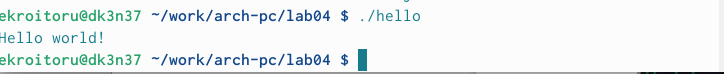 ekroitoru@dk3n37 ~/work/arch-pc/lab04 $ ./hello
Hello world!
ekroitoru@dk3n37 ~/work/arch-pc/lab04 $